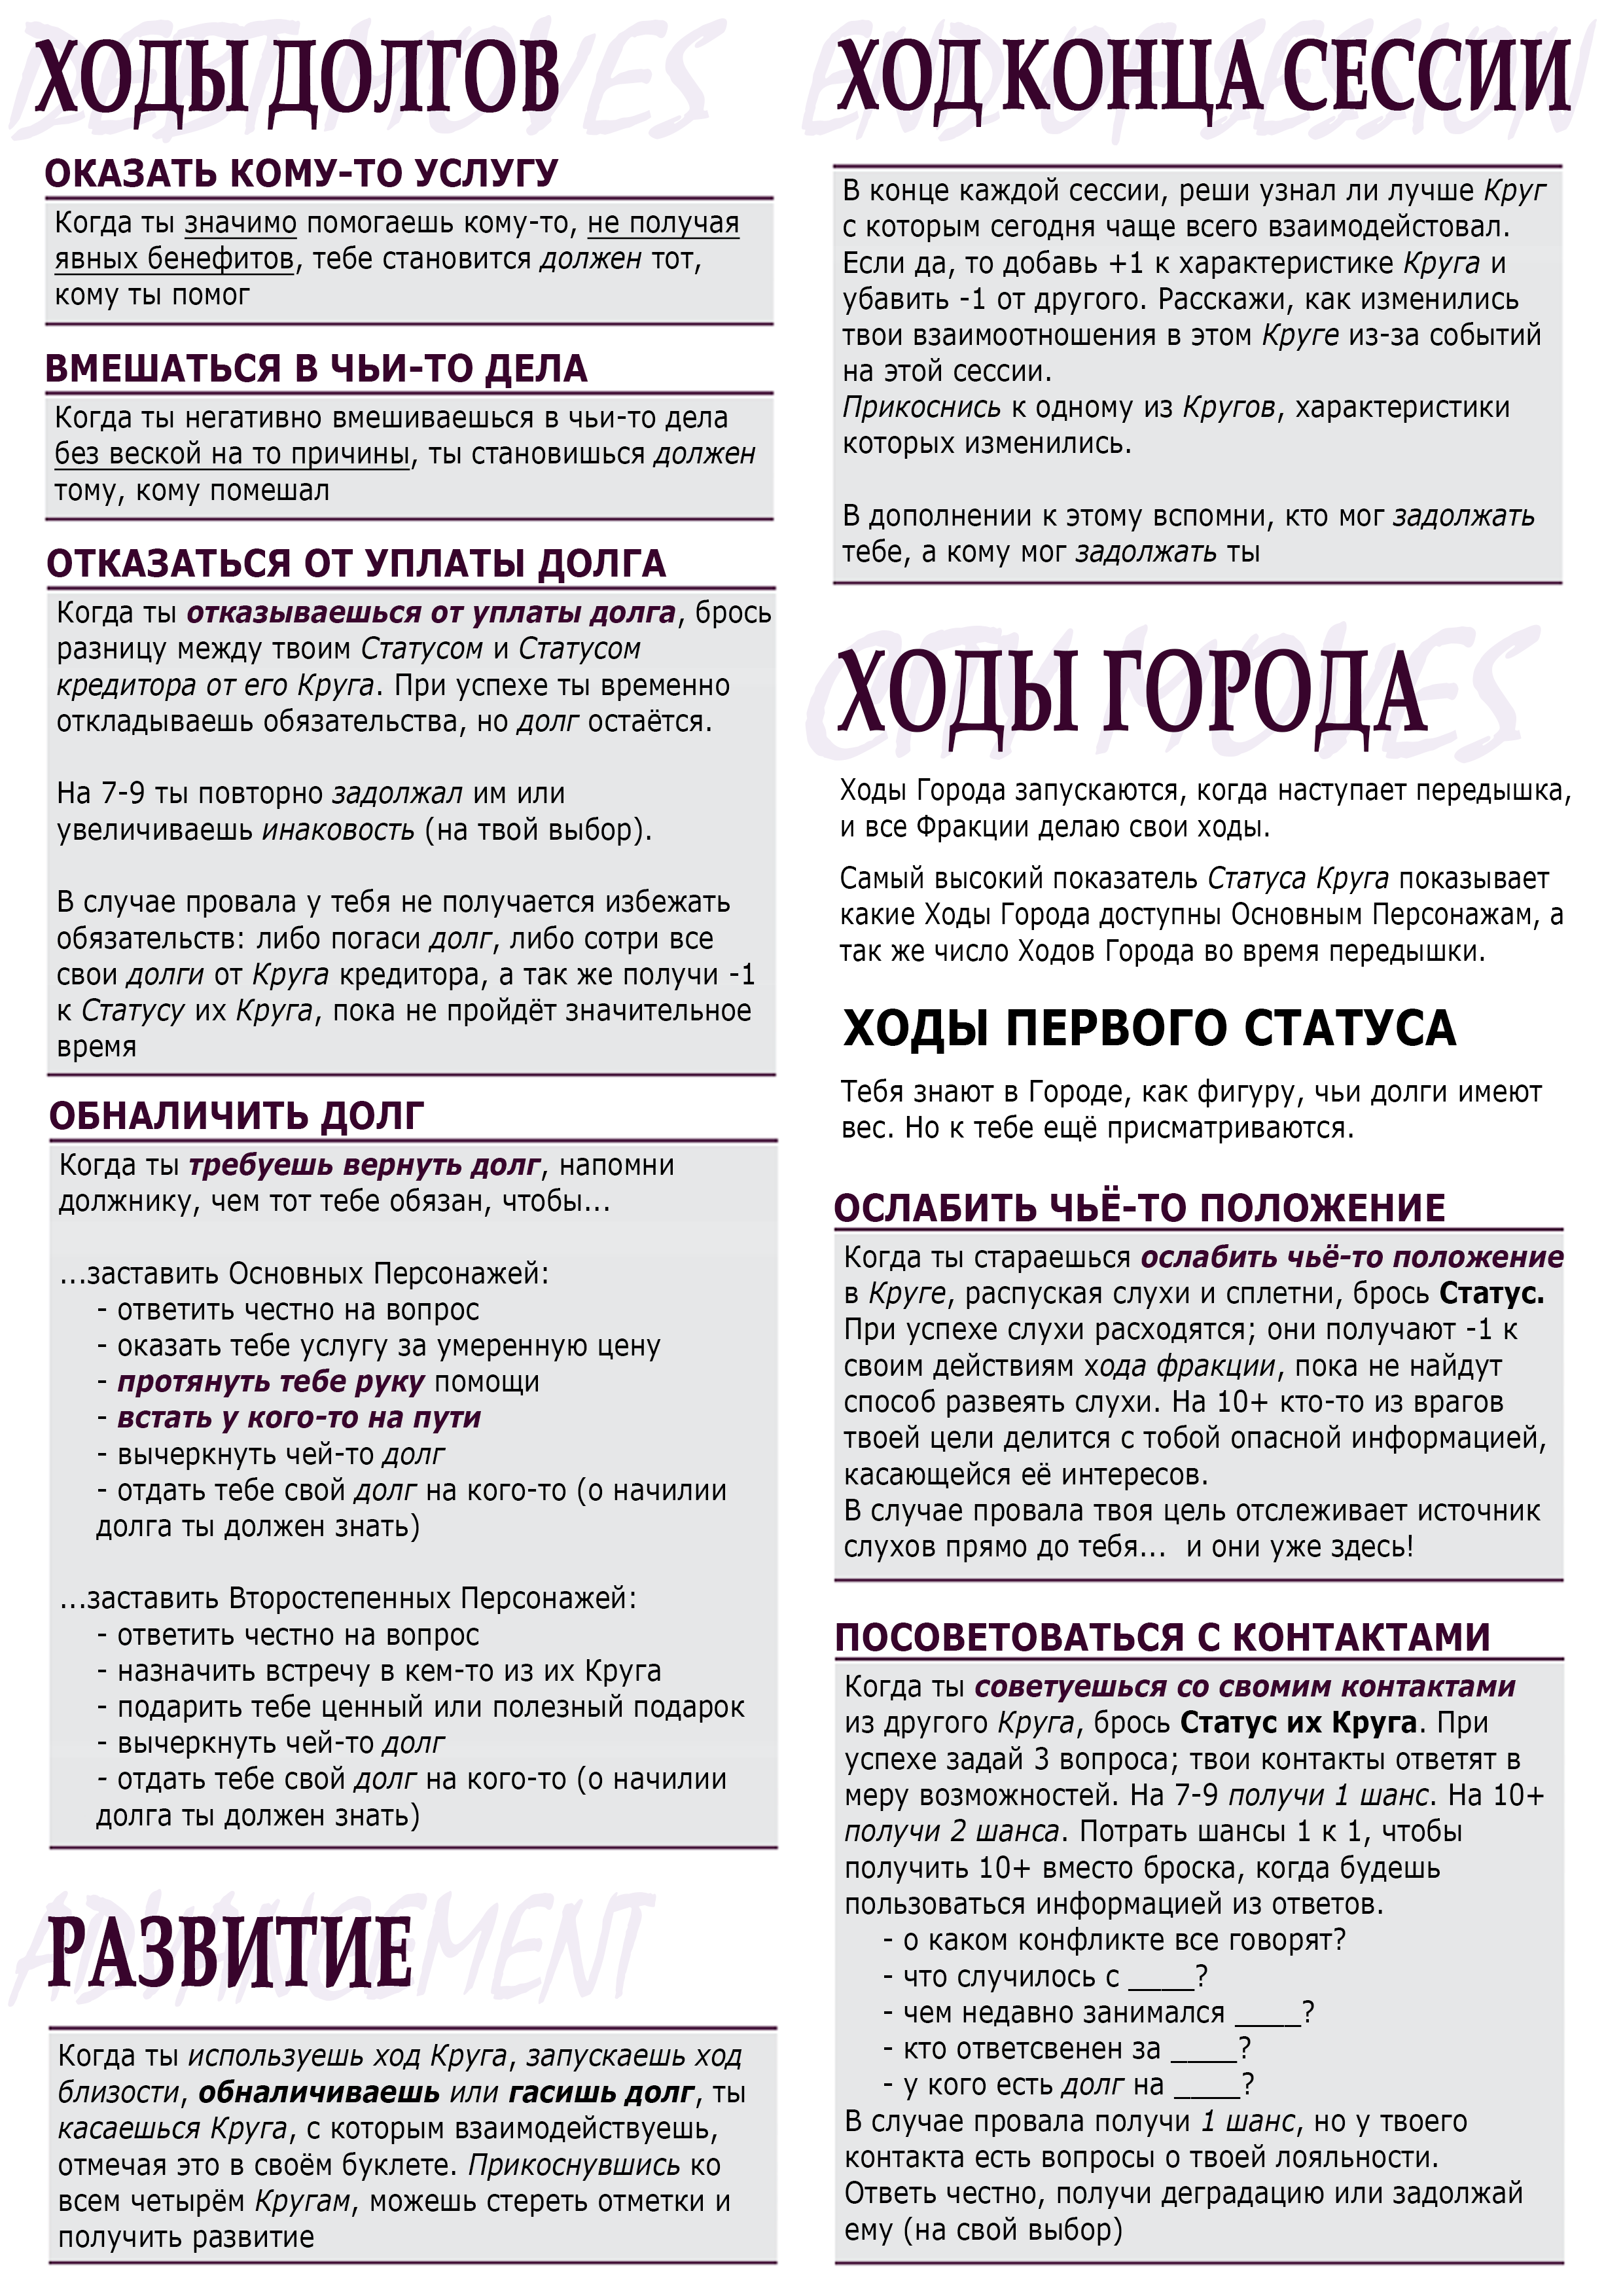 DEBT MOVES
ХОДЫ ДОЛГОВ
ОКАЗАТЬ КОМУ-ТО УСЛУГУ
Когда ты значимо помогаешь кому-то, не получая
явных бенефитов, тебе становится должен тот,
кому ты помог
ВМЕШАТЬСЯ В ЧЬИ-ТО ДЕЛА
Когда ты негативно вмешиваешься в чьи-то дела
без веской на то причины, ты становишься должен
тому, кому помешал
ОТКАЗАТЬСЯ ОТ УПЛАТЫ ДОЛГА
Когда ты отказываешься от уплаты долга, брось
разницу между твоим Статусом и Статусом
кредитора от его Круга. При успехе ты временно
откладываешь обязательства, но долг остаётся.
На 7-9 ты повторно задолжал им или
увеличиваешь инаковость (на твой выбор).
В случае провала у тебя не получается избежать
обязательств: либо погаси долг, либо сотри все
свои долги от Круга кредитора, а так же получи -1
к Статусу их Круга, пока не пройдёт значительное
время
ОБНАЛИЧИТЬ ДОЛГ
Когда ты требуешь вернуть долг, напомни
должнику, чем тот тебе обязан, чтобы...
...заставить Основных Персонажей:
- ответить честно на вопрос
- оказать тебе услугу за умеренную цену
- протянуть тебе руку помощи
- встать у кого-то на пути
- вычеркнуть чей-то долг
- отдать тебе свой долг на кого-то (о начилии
долга ты должен знать)
...заставить Второстепенных Персонажей:
- ответить честно на вопрос
- назначить встречу в кем-то из их Круга
- подарить тебе ценный или полезный подарок
- вычеркнуть чей-то долг
- отдать тебе свой долг на кого-то (о начилии
долга ты должен знать)
ADVANCEMENT
РАЗВИТИЕ
Когда ты используешь ход Круга, запускаешь ход
близости, обналичиваешь или гасишь долг, ты
касаешься Круга, с которым взаимодействуешь,
отмечая это в своём буклете. Прикоснувшись ко
всем четырём Кругам, можешь стереть отметки и
получить развитие
END OF SESSION
ХОД КОНЦА СЕССИИ
В конце каждой сессии, реши узнал ли лучше Круг
с которым сегодня чаще всего взаимодейстовал.
Если да, то добавь +1 к характеристике Круга и
убавить -1 от другого. Расскажи, как изменились
твои взаимоотношения в этом Круге из-за событий
на этой сессии.
Прикоснись к одному из Кругов, характеристики
которых изменились.
В дополнении к этому вспомни, кто мог задолжать
тебе, а кому мог задолжать ты
CITY MOVES
ХОДЫ ГОРОДА
Ходы Города запускаются, когда наступает передышка,
и все Фракции делаю свои ходы.
Самый высокий показатель Статуса Круга показывает
какие Ходы Города доступны Основным Персонажам, а
так же число Ходов Города во время передышки.
ХОДЫ ПЕРВОГО СТАТУСА
Тебя знают в Городе, как фигуру, чьи долги имеют
вес. Но к тебе ещё присматриваются.
ОСЛАБИТЬ ЧЬЁ-ТО ПОЛОЖЕНИЕ
Когда ты стараешься ослабить чьё-то положение
в Круге, распуская слухи и сплетни, брось Статус.
При успехе слухи расходятся; они получают -1 к
своим действиям хода фракции, пока не найдут
способ развеять слухи. На 10+ кто-то из врагов
твоей цели делится с тобой опасной информацией,
касающейся её интересов.
В случае провала твоя цель отслеживает источник
слухов прямо до тебя... и они уже здесь!
ПОСОВЕТОВАТЬСЯ С КОНТАКТАМИ
Когда ты советуешься со свомим контактами
из другого Круга, брось Статус их Круга. При
успехе задай 3 вопроса; твои контакты ответят в
меру возможностей. На 7-9 получи 1 шанс. На 10+
получи 2 шанса. Потрать шансы 1 к 1, чтобы
получить 10+ вместо броска, когда будешь
пользоваться информацией из ответов.
- о каком конфликте все говорят?
- что случилось с ____?
- чем недавно занимался ____?
- кто ответсвенен за ____?
- у кого есть долг на ____?
В случае провала получи 1 шанс, но у твоего
контакта есть вопросы о твоей лояльности.
Ответь честно, получи деградацию или задолжай
ему (на свой выбор)